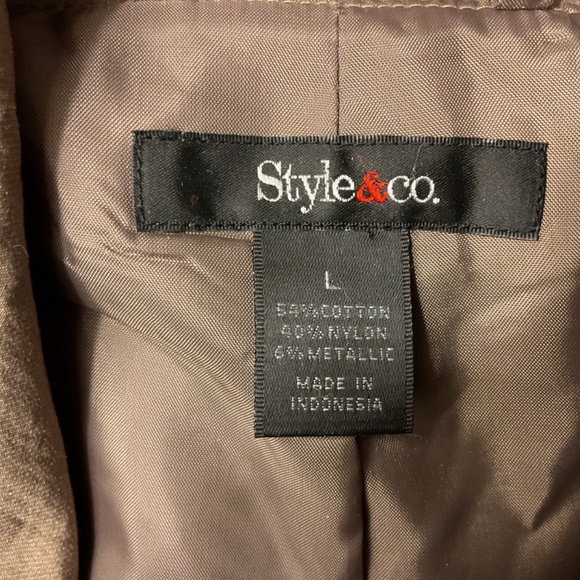 Style&co.
L
54% COTTON
40% NYLON
6% METALLIC
MADE IN
INDONESIA